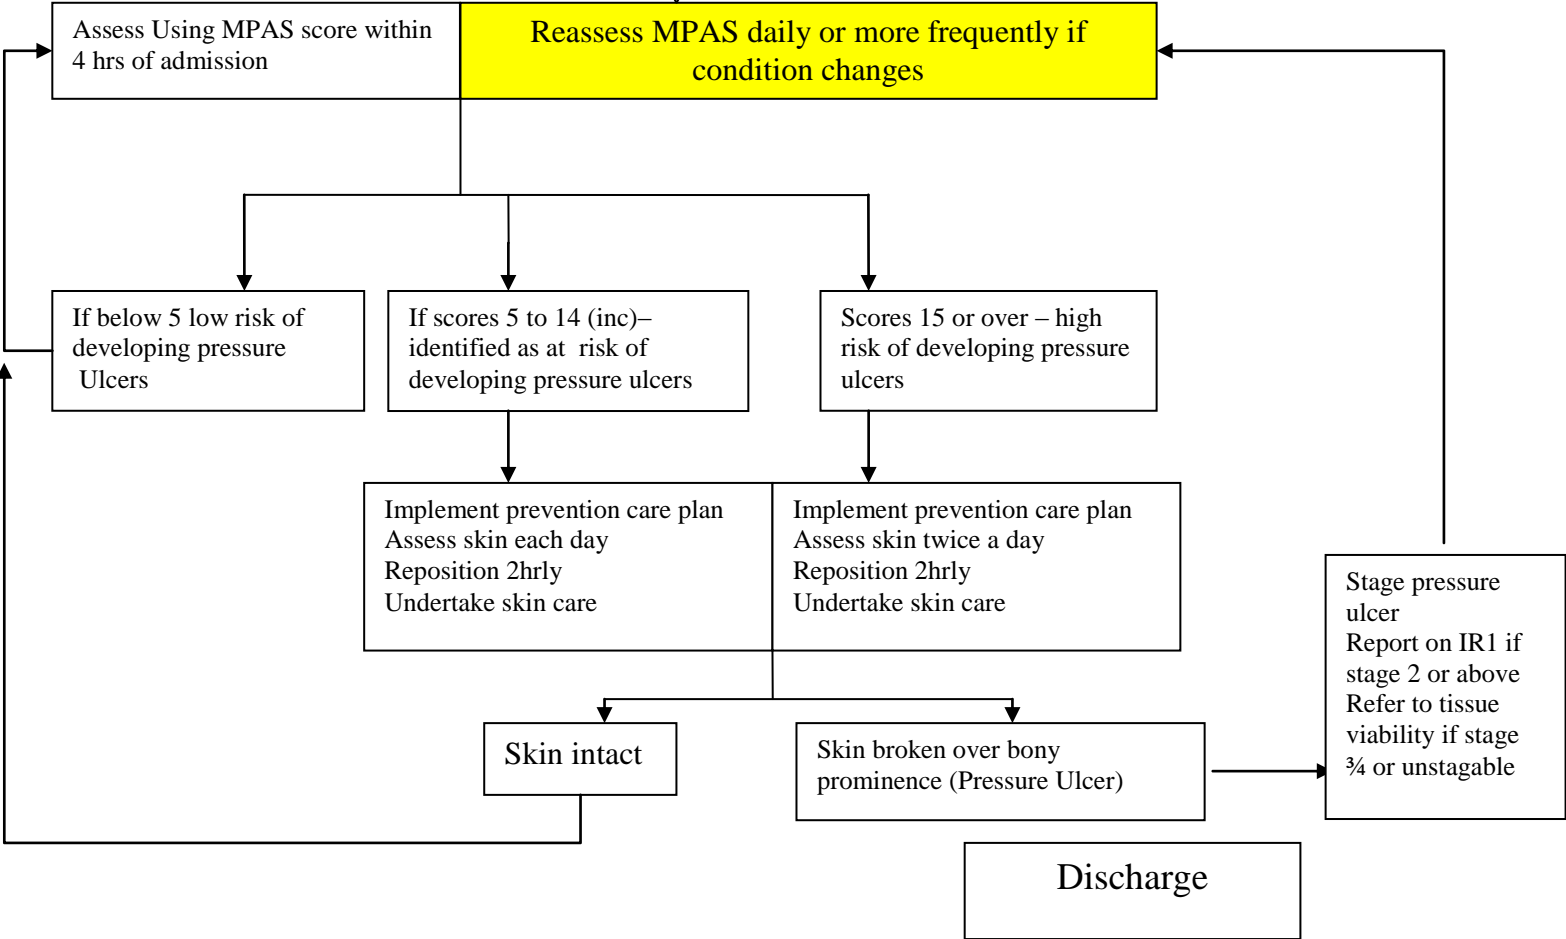 Assess Using MPAS score within
4 hrs of admission
Reassess MPAS daily or more frequently if
condition changes
If below 5 low risk of
developing pressure
Ulcers
If scores 5 to 14 (inc)–
identified as at risk of
developing pressure ulcers
Scores 15 or over – high
risk of developing pressure
ulcers
Implement prevention care plan
Assess skin each day
Reposition 2hrly
Undertake skin care
Implement prevention care plan
Assess skin twice a day
Reposition 2hrly
Undertake skin care
Skin intact
Skin broken over bony
prominence (Pressure Ulcer)
Stage pressure
ulcer
Report on IR1 if
stage 2 or above
Refer to tissue
viability if stage
¾ or unstagable
Discharge